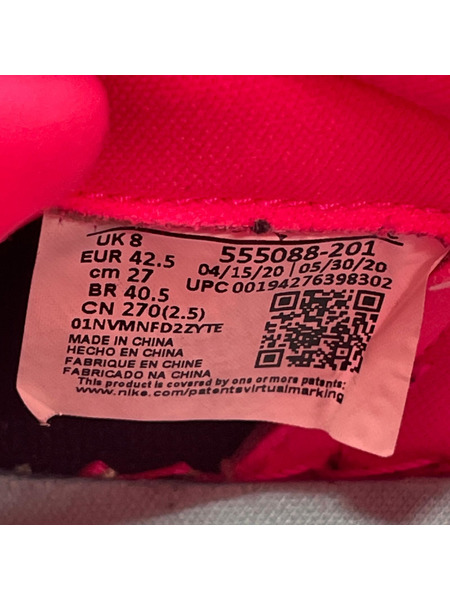 UK 8
EUR 42.5
cm 27
BR 40.5
CN 270(2.5)
01NVMNFD2ZYTE
555088-201
04/15/20 | 05/30/20
UPC 00194276398302
MADE IN CHINA
HECHO EN CHINA
FABRIQUE EN CHINE
FABRICADO NA CHINA
This product is covered by one or more patents:
www.nike.com/patentsvirtualmarking